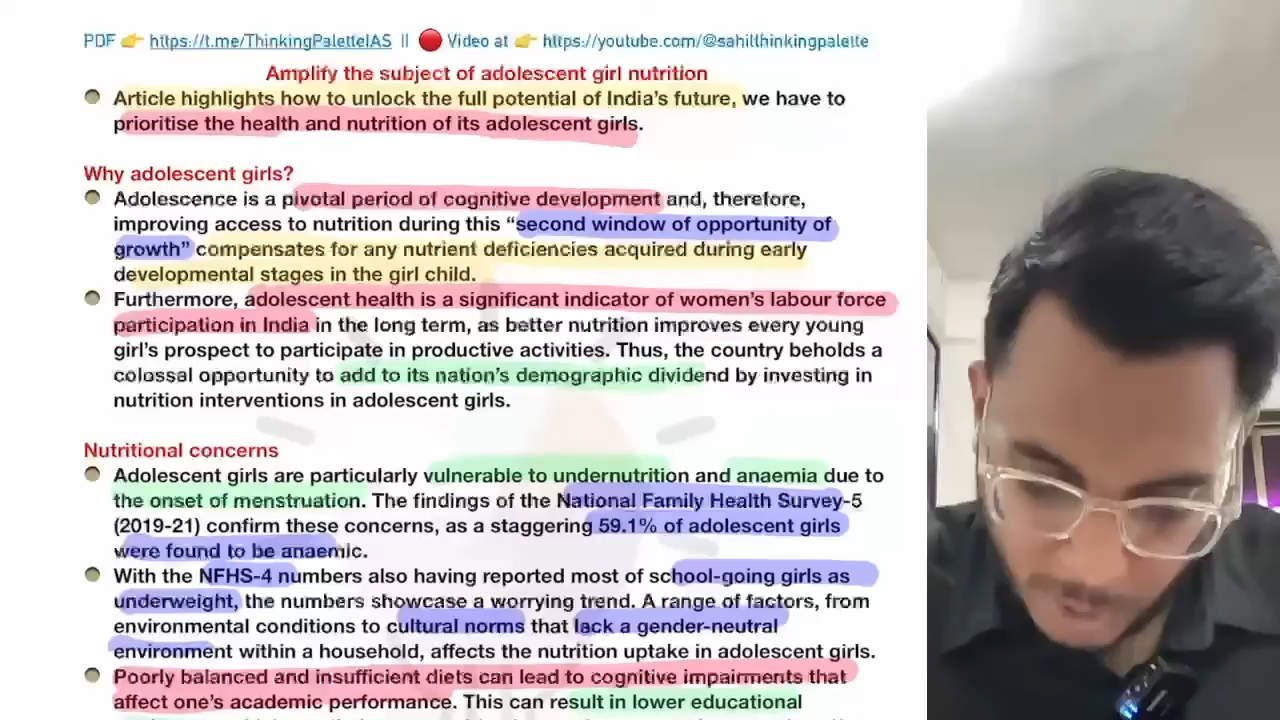 PDF 👉 https://t.me/ThinkingPaletteIAS || 🔴 Video at 👉 https://youtube.com/@sahilthinkingpalette
Amplify the subject of adolescent girl nutrition
Article highlights how to unlock the full potential of India's future, we have to
prioritise the health and nutrition of its adolescent girls.
Why adolescent girls?
Adolescence is a pivotal period of cognitive development and, therefore,
improving access to nutrition during this “second window of opportunity of
growth” compensates for any nutrient deficiencies acquired during early
developmental stages in the girl child.
Furthermore, adolescent health is a significant indicator of women's labour force
participation in India in the long term, as better nutrition improves every young
girl's prospect to participate in productive activities. Thus, the country beholds a
colossal opportunity to add to its nation's demographic dividend by investing in
nutrition interventions in adolescent girls.
Nutritional concerns
Adolescent girls are particularly vulnerable to undernutrition and anaemia due to
the onset of menstruation. The findings of the National Family Health Survey-5
(2019-21) confirm these concerns, as a staggering 59.1% of adolescent girls
were found to be anaemic.
With the NFHS-4 numbers also having reported most of school-going girls as
underweight, the numbers showcase a worrying trend. A range of factors, from
environmental conditions to cultural norms that lack a gender-neutral
environment within a household, affects the nutrition uptake in adolescent girls.
Poorly balanced and insufficient diets can lead to cognitive impairments that
affect one's academic performance. This can result in lower educational